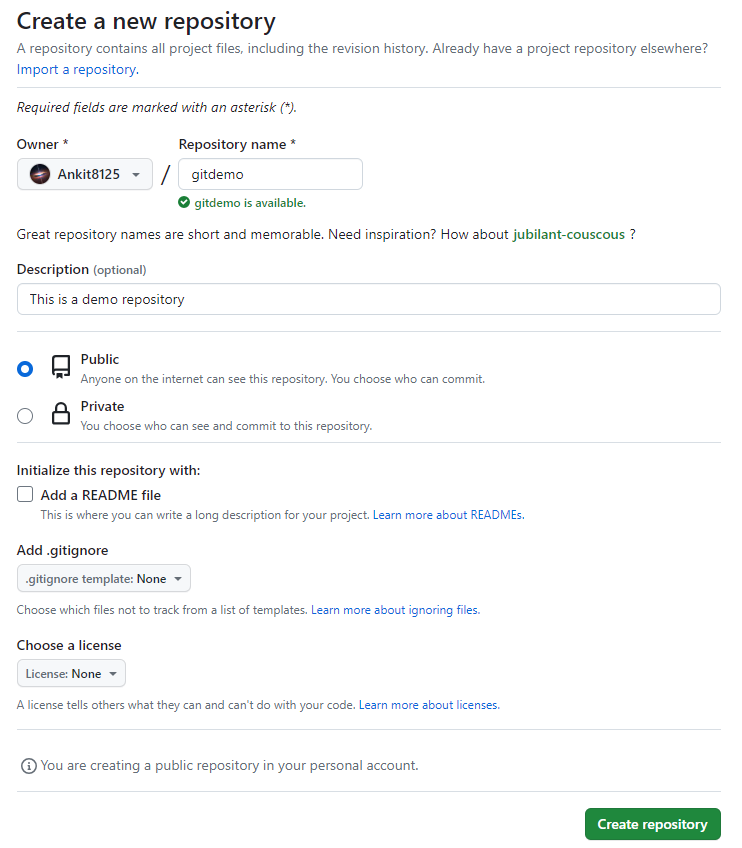 Create a new repository
A repository contains all project files, including the revision history. Already have a project repository elsewhere?
Import a repository.
Required fields are marked with an asterisk (*).
Owner * Repository name *
Ankit8125 / gitdemo
gitdemo is available.
Great repository names are short and memorable. Need inspiration? How about jubilant-couscous ?
Description (optional)
This is a demo repository
Public
Anyone on the internet can see this repository. You choose who can commit.
Private
You choose who can see and commit to this repository.
Initialize this repository with:
Add a README file
This is where you can write a long description for your project. Learn more about READMEs.
Add .gitignore
.gitignore template: None
Choose which files not to track from a list of templates. Learn more about ignoring files.
Choose a license
License: None
A license tells others what they can and can't do with your code. Learn more about licenses.
You are creating a public repository in your personal account.
Create repository